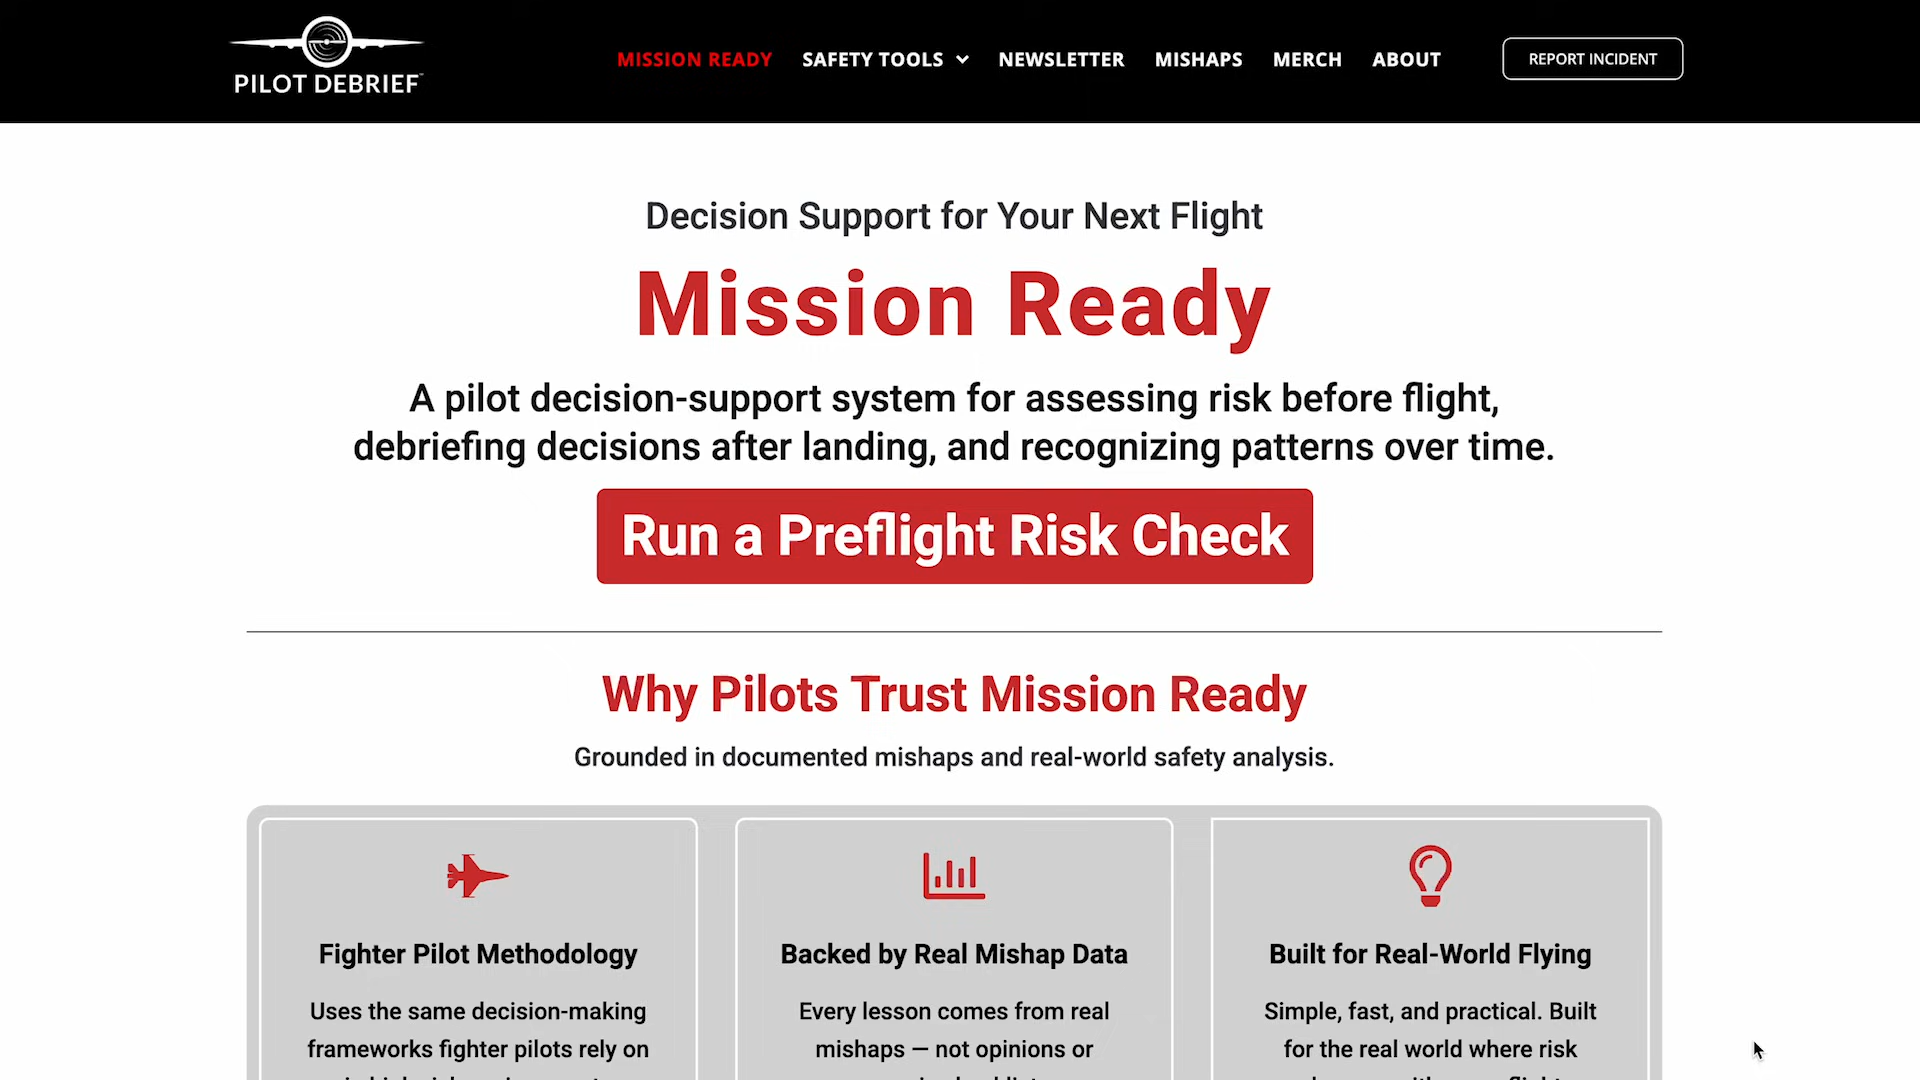 PILOT DEBRIEF
MISSION READY
SAFETY TOOLS
NEWSLETTER
MISHAPS
MERCH
ABOUT
REPORT INCIDENT
Decision Support for Your Next Flight
Mission Ready
A pilot decision-support system for assessing risk before flight,
debriefing decisions after landing, and recognizing patterns over time.
Run a Preflight Risk Check
Why Pilots Trust Mission Ready
Grounded in documented mishaps and real-world safety analysis.
Fighter Pilot Methodology
Uses the same decision-making
frameworks fighter pilots rely on
Backed by Real Mishap Data
Every lesson comes from real
mishaps — not opinions or
Built for Real-World Flying
Simple, fast, and practical. Built
for the real world where risk